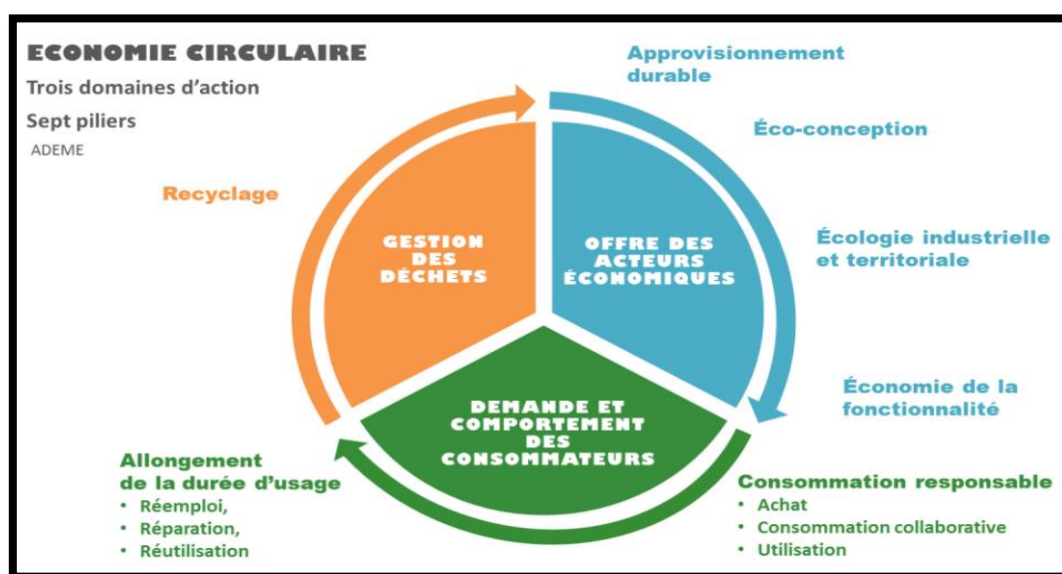 ECONOMIE CIRCULAIRE
Trois domaines d'action
Sept piliers
ADEME
Approvisionnement
durable
Éco-conception
Écologie industrielle
et territoriale
Économie de la
fonctionnalité
OFFRE DES
ACTEURS
ÉCONOMIQUES
Consommation responsable
• Achat
• Consommation collaborative
• Utilisation
DEMANDE ET
COMPORTEMENT
DES
CONSOMMATEURS
Allongement
de la durée d'usage
• Réemploi,
• Réparation,
• Réutilisation
Recyclage
GESTION
DES
DÉCHETS